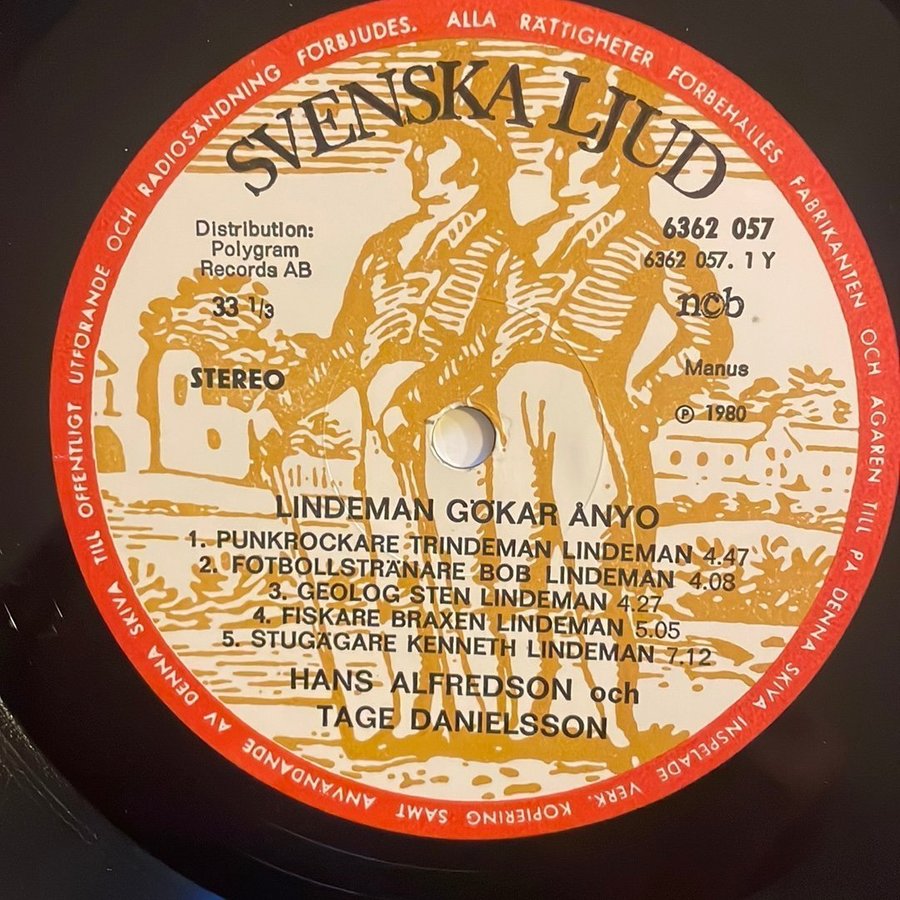 ALLA RÄTTIGHETER FÖRBEHÅLLES FABRIKANTEN OCH ÄGAREN TILL PÅ DENNA SKIVA INSPELADE VERK. KOPIERING SAMT ANVÄNDANDE AV DENNA SKIVA TILL OFFENTLIGT UTFÖRANDE OCH RADIOSÄNDNING FÖRBJUDES.
SVENSKA LJUD
Distribution:
Polygram
Records AB
33 1/3
STEREO
6362 057
6362 057. 1 Y
ncb
Manus
℗ 1980
LINDEMAN GÖKAR ÅNYO
1. PUNKROCKARE TRINDEMAN LINDEMAN 4.47
2. FOTBOLLSTRÄNARE BOB LINDEMAN 4.08
3. GEOLOG STEN LINDEMAN 4.27
4. FISKARE BRAXEN LINDEMAN 5.05
5. STUGÄGARE KENNETH LINDEMAN 7.12
HANS ALFREDSON och
TAGE DANIELSSON